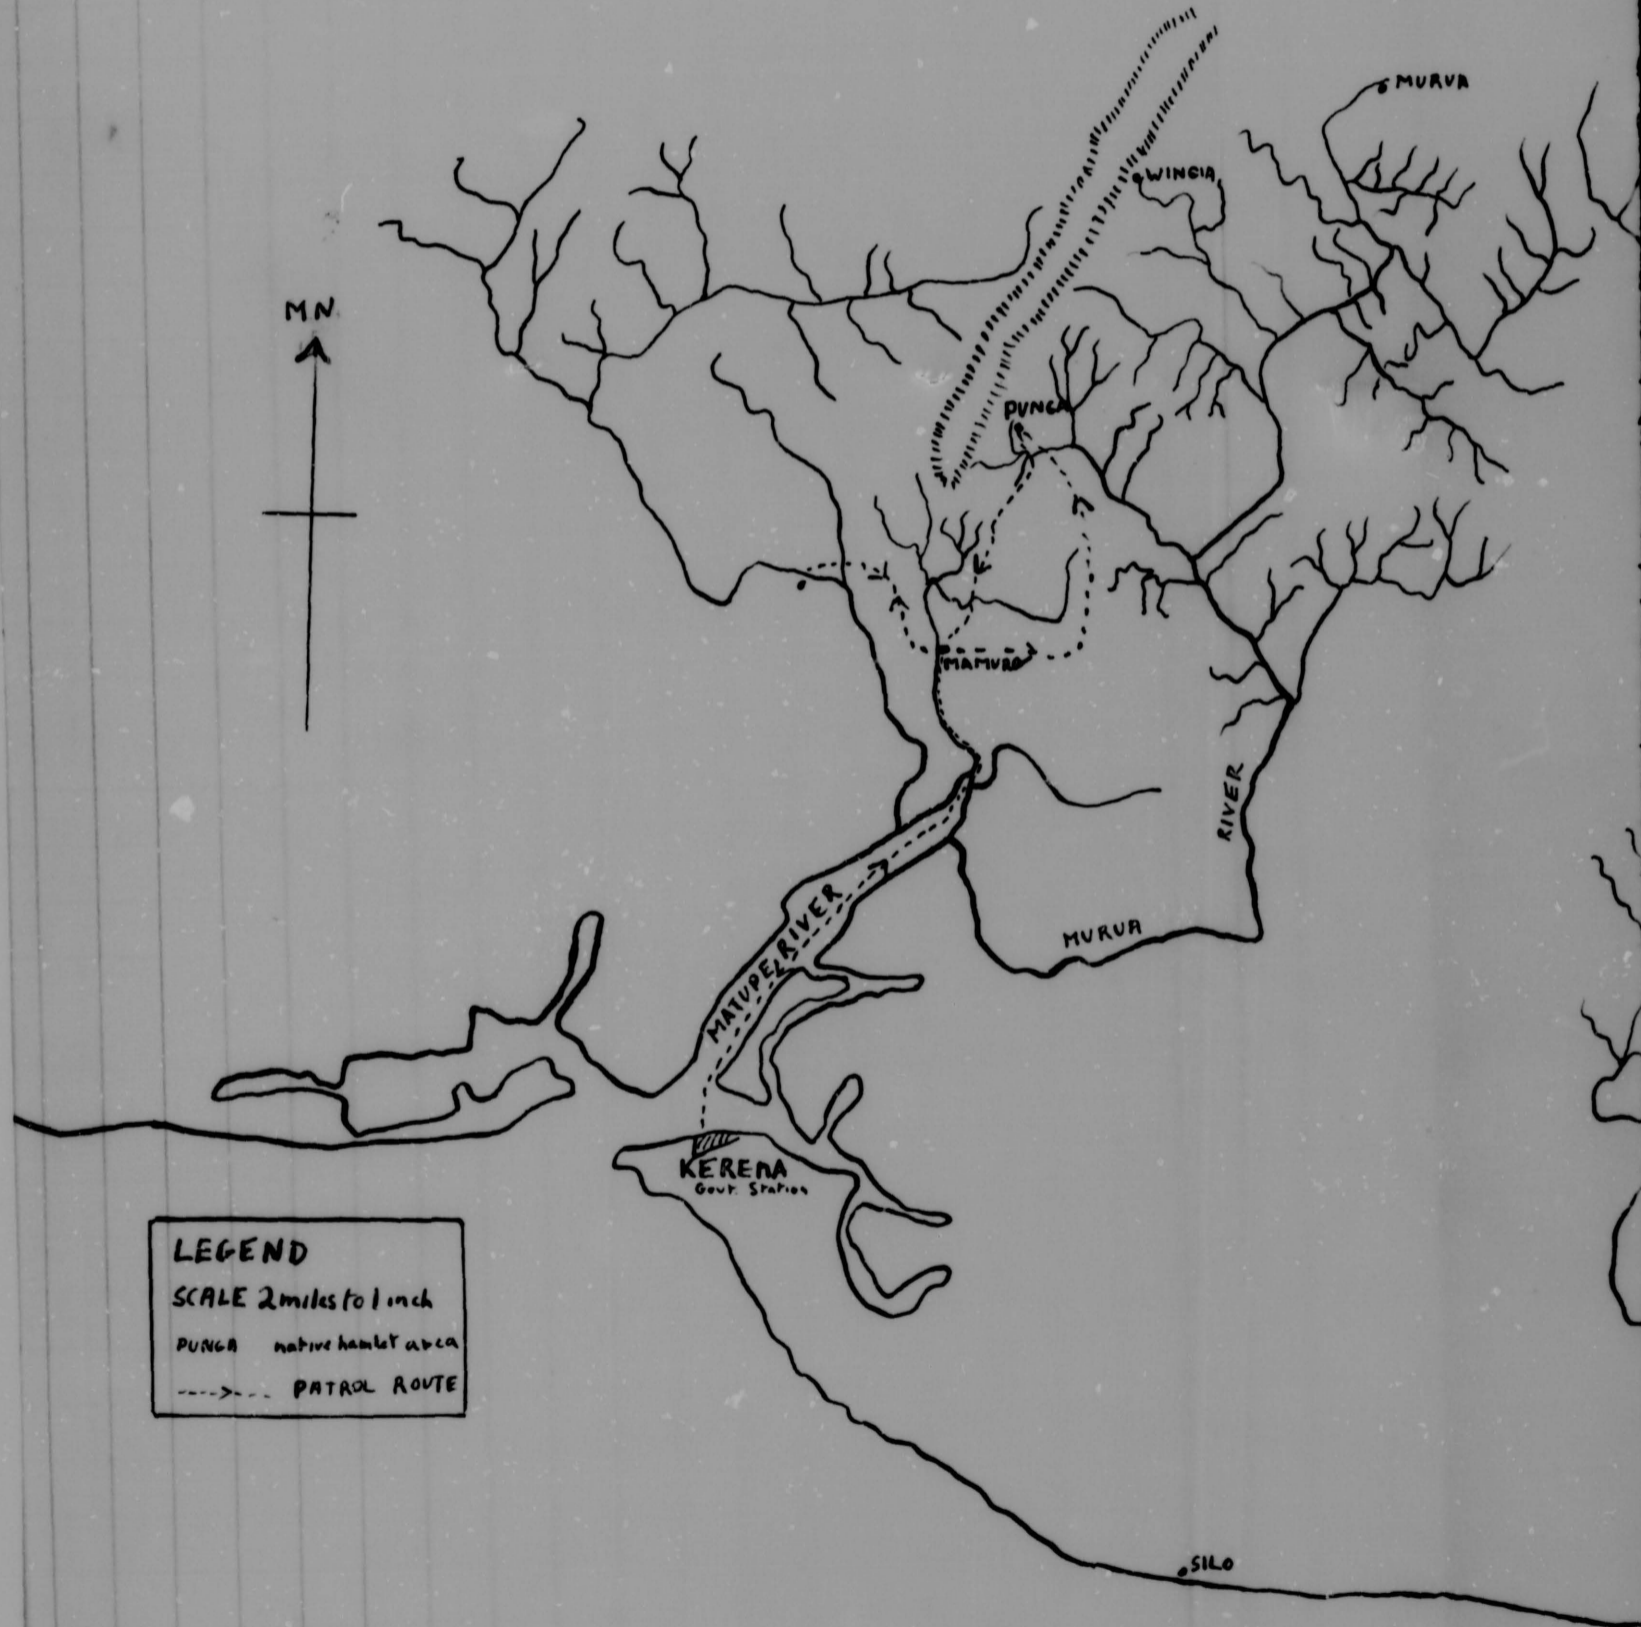 MURUA
WINGIA
MN
PUNGA
MAMURO
RIVER
MATUPE RIVER
MURUA
KEREMA
Govt. Station
LEGEND
SCALE 2 miles to 1 inch
PUNGA native hamlet area
PATROL ROUTE
SILO